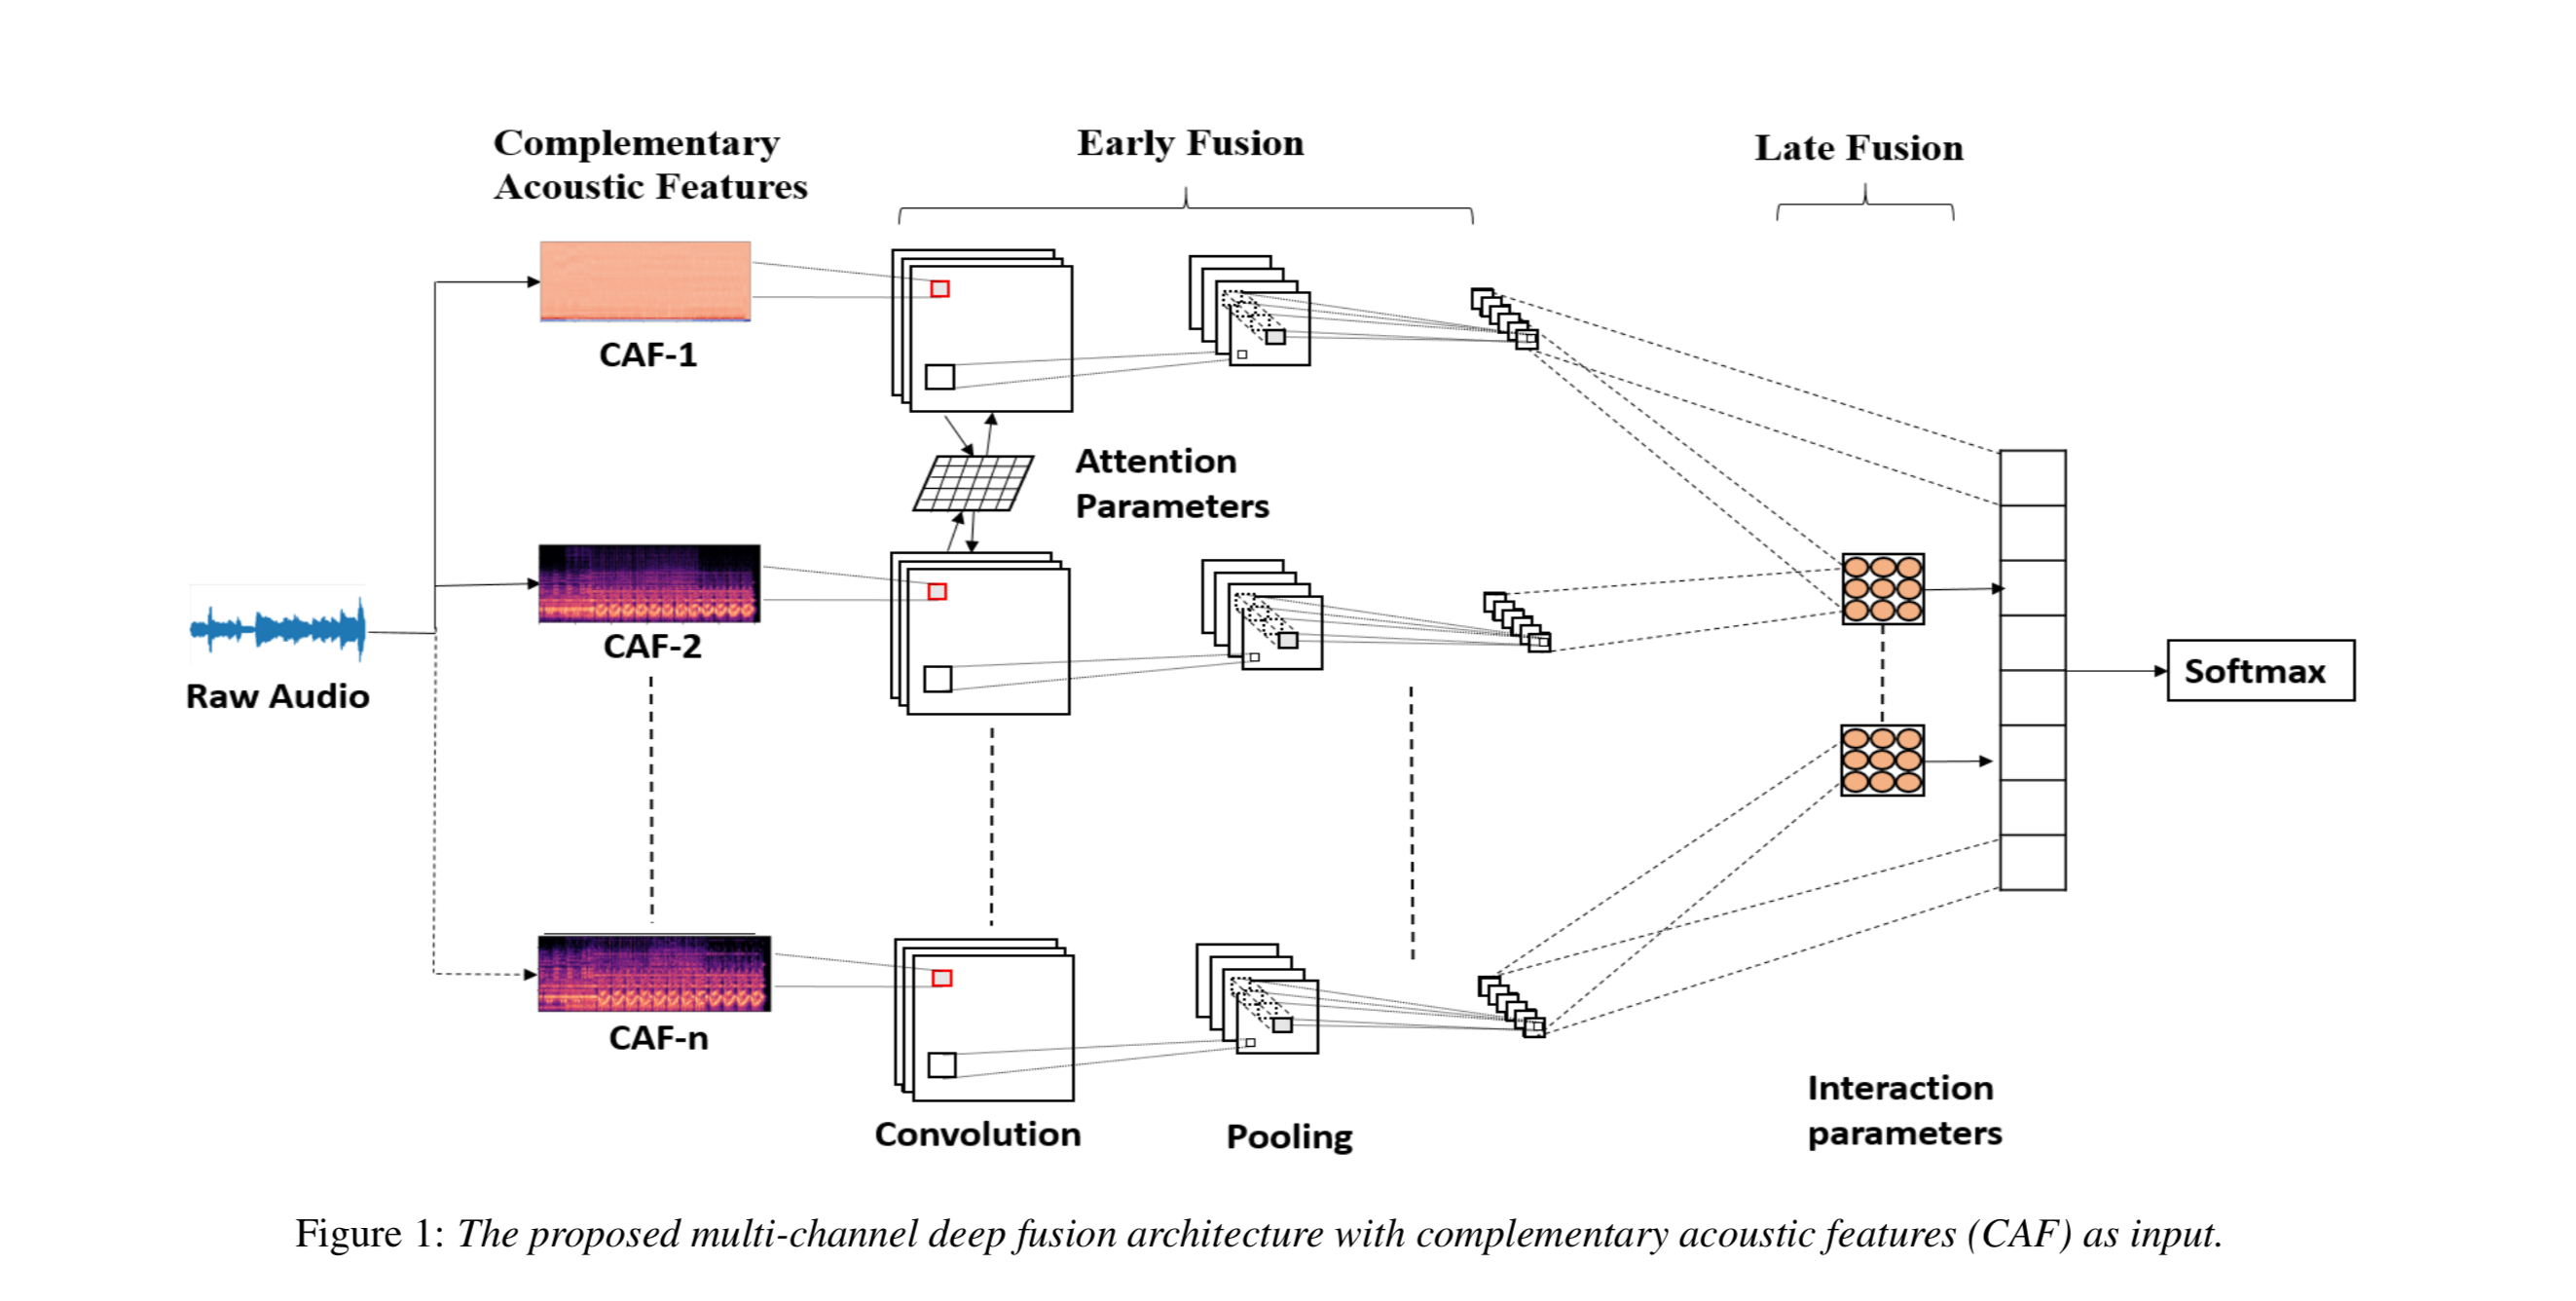 Complementary
Acoustic Features
Early Fusion
Late Fusion
CAF-1
Attention
Parameters
CAF-2
Raw Audio
Softmax
CAF-n
Convolution
Pooling
Interaction
parameters
Figure 1: The proposed multi-channel deep fusion architecture with complementary acoustic features (CAF) as input.